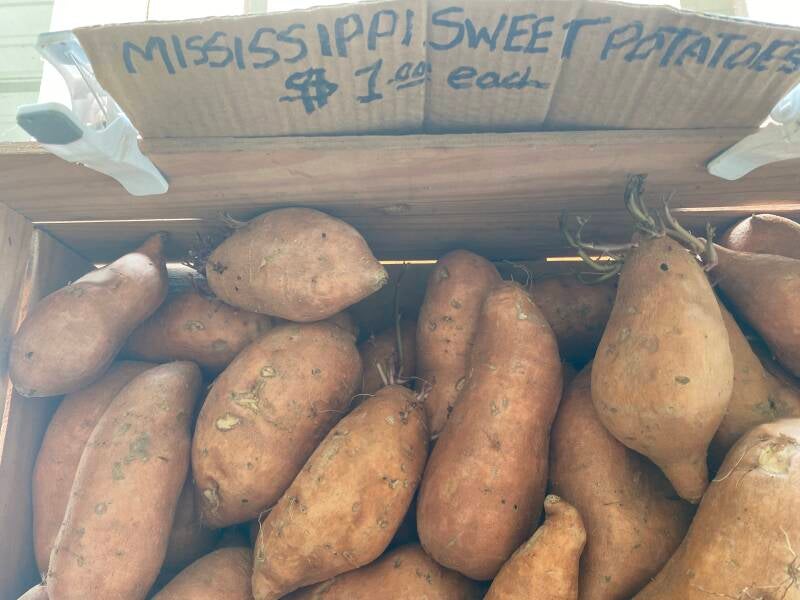 MISSISSIPPI SWEET POTATOES
$1.00 each